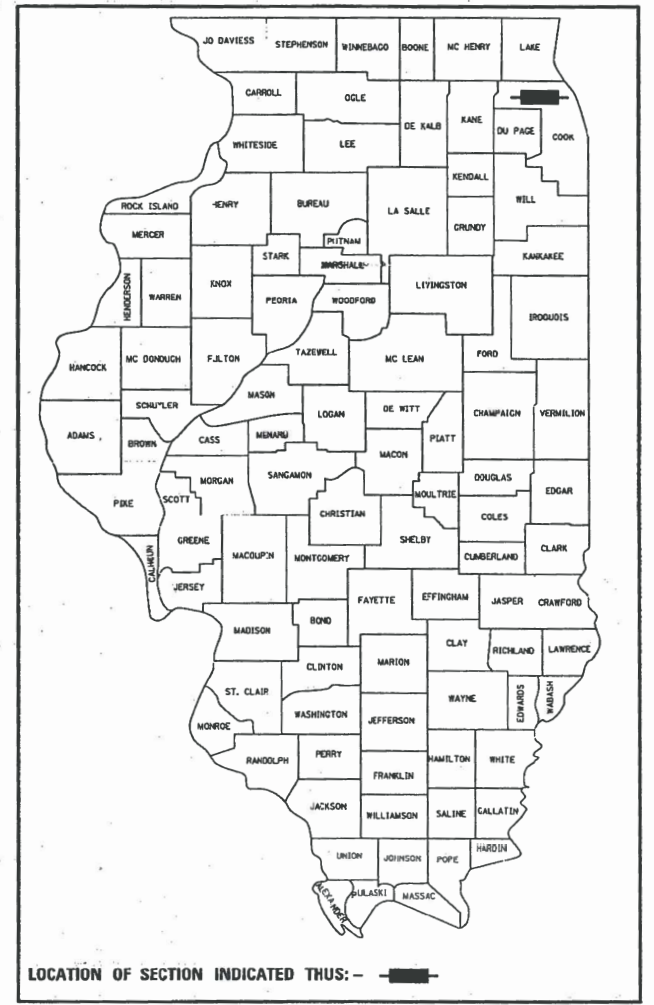 JO DAVIESS STEPHENSON WINNEBAGO BOONE MC HENRY LAKE
CARROLL OGLE DE KALB KANE DU PAGE COOK
WHITESIDE LEE
KENDALL
ROCK ISLAND HENRY BUREAU LA SALLE WILL
MERCER PUTNAM GRUNDY
STARK MARSHALL KANKAKEE
HENDERSON WARREN KNOX PEORIA WOODFORD LIVINGSTON
IROQUOIS
HANCOCK MC DONOUGH FULTON TAZEWELL MC LEAN FORD
MASON
SCHUYLER LOGAN DE WITT CHAMPAIGN VERMILION
ADAMS BROWN CASS MENARD PIATT
MACON
MORGAN SANGAMON DOUGLAS
PIKE SCOTT CHRISTIAN MOULTRIE EDGAR
COLES
GREENE SHELBY
CALHOUN MACOUPIN MONTGOMERY CUMBERLAND CLARK
JERSEY
FAYETTE EFFINGHAM JASPER CRAWFORD
MADISON BOND
CLAY RICHLAND LAWRENCE
CLINTON MARION
ST. CLAIR WAYNE EDWARDS WABASH
WASHINGTON JEFFERSON
MONROE
RANDOLPH PERRY HAMILTON WHITE
FRANKLIN
JACKSON WILLIAMSON SALINE GALLATIN
UNION JOHNSON POPE HARDIN
ALEXANDER PULASKI MASSAC
LOCATION OF SECTION INDICATED THUS:-